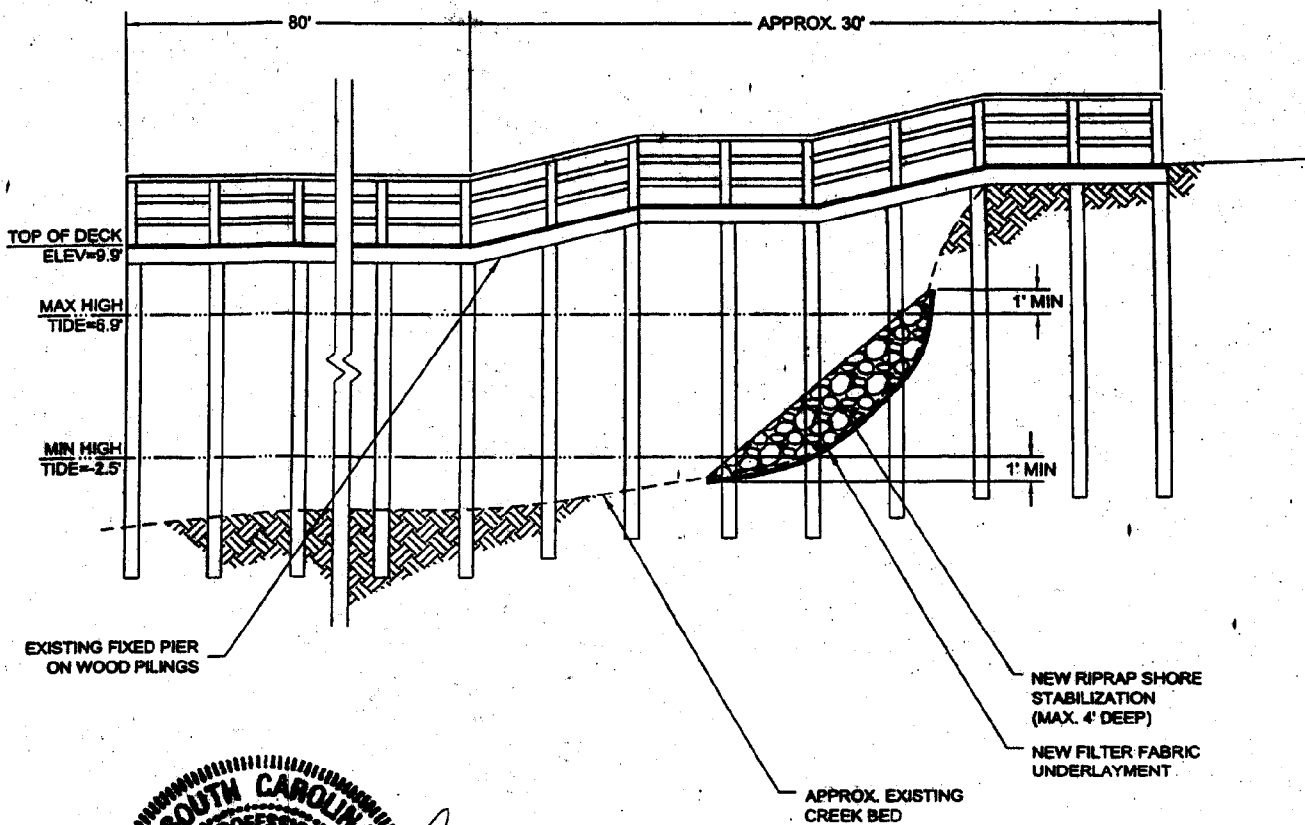 80'
APPROX. 30'
TOP OF DECK
ELEV=9.9'
MAX HIGH
TIDE=6.9'
1' MIN
MIN HIGH
TIDE=-2.5'
1' MIN
EXISTING FIXED PIER
ON WOOD PILINGS
NEW RIPRAP SHORE
STABILIZATION
(MAX. 4' DEEP)
NEW FILTER FABRIC
UNDERLAYMENT
APPROX. EXISTING
CREEK BED
SOUTH CAROLIN